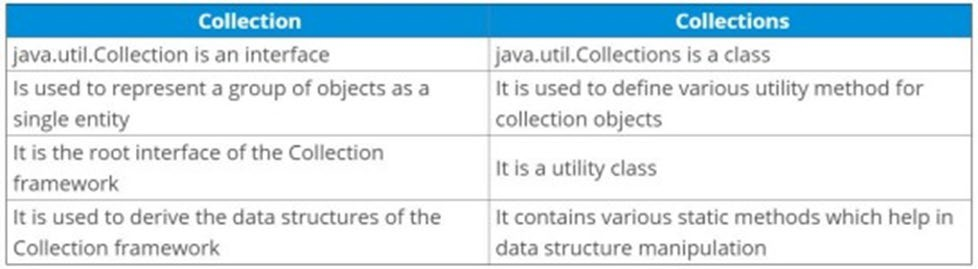 Collection Collections
java.util.Collection is an interface java.util.Collections is a class
Is used to represent a group of objects as a
single entity
It is used to define various utility method for
collection objects
It is the root interface of the Collection
framework
It is a utility class
It is used to derive the data structures of the
Collection framework
It contains various static methods which help in
data structure manipulation